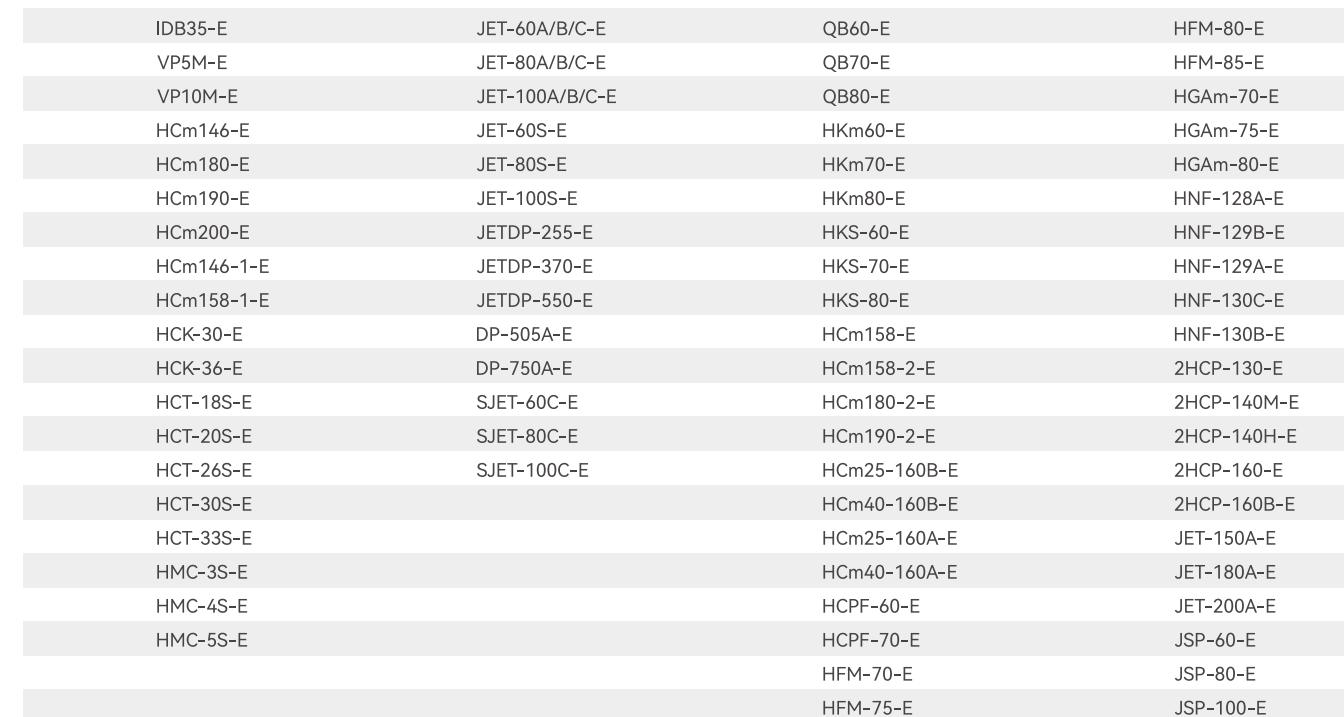 IDB35-E JET-60A/B/C-E QB60-E HFM-80-E
VP5M-E JET-80A/B/C-E QB70-E HFM-85-E
VP10M-E JET-100A/B/C-E QB80-E HGAm-70-E
HCm146-E JET-60S-E HKm60-E HGAm-75-E
HCm180-E JET-80S-E HKm70-E HGAm-80-E
HCm190-E JET-100S-E HKm80-E HNF-128A-E
HCm200-E JETDP-255-E HKS-60-E HNF-129B-E
HCm146-1-E JETDP-370-E HKS-70-E HNF-129A-E
HCm158-1-E JETDP-550-E HKS-80-E HNF-130C-E
HCK-30-E DP-505A-E HCm158-E HNF-130B-E
HCK-36-E DP-750A-E HCm158-2-E 2HCP-130-E
HCT-18S-E SJET-60C-E HCm180-2-E 2HCP-140M-E
HCT-20S-E SJET-80C-E HCm190-2-E 2HCP-140H-E
HCT-26S-E SJET-100C-E HCm25-160B-E 2HCP-160-E
HCT-30S-E HCm40-160B-E 2HCP-160B-E
HCT-33S-E HCm25-160A-E JET-150A-E
HMC-3S-E HCm40-160A-E JET-180A-E
HMC-4S-E HCPF-60-E JET-200A-E
HMC-5S-E HCPF-70-E JSP-60-E
HFM-70-E JSP-80-E
HFM-75-E JSP-100-E